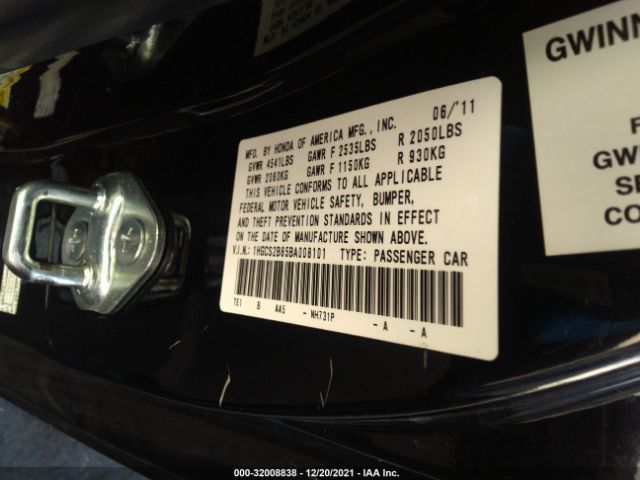 GWINN
06/'11
MFD. BY HONDA OF AMERICA MFG., INC.
GVWR 4541LBS GAWR F 2535LBS R 2050LBS
GVWR 2060KG GAWR F 1150KG R 930KG
THIS VEHICLE CONFORMS TO ALL APPLICABLE
FEDERAL MOTOR VEHICLE SAFETY, BUMPER,
AND THEFT PREVENTION STANDARDS IN EFFECT
ON THE DATE OF MANUFACTURE SHOWN ABOVE.
V.I.N.: 1HGCS2B85BA008101 TYPE: PASSENGER CAR
TE1 B AA5 - NH731P - A - A
F
GW
SE
CO
000-32008838 - 12/20/2021 - IAA Inc.